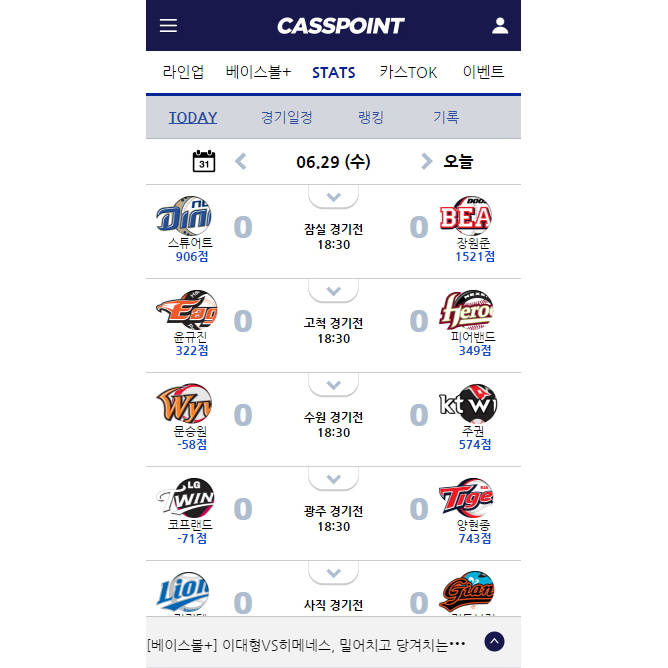 CASSPOINT
라인업 베이스볼+ STATS 카스TOK 이벤트
TODAY 경기일정 랭킹 기록
31 06.29 (수) 오늘
스튜어트 0 잠실 경기전 0 장원준
906점 18:30 1521점
윤규진 0 고척 경기전 0 피어밴드
322점 18:30 349점
문승원 0 수원 경기전 0 주권
-58점 18:30 574점
LG
TWIN
코프랜드 0 광주 경기전 0 양현종
-71점 18:30 743점
Lion
0 사직 경기전 0
[베이스볼+] 이대형VS히메네스, 밀어치고 당겨치는···